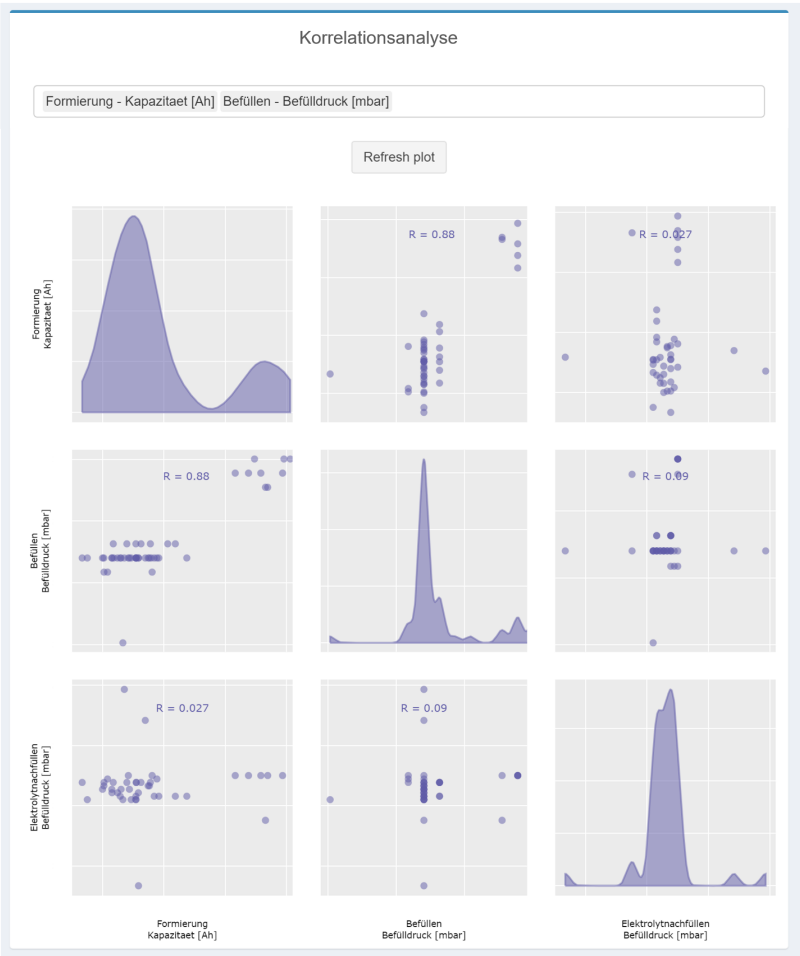 Korrelationsanalyse
Formierung - Kapazitaet [Ah] Befüllen - Befülldruck [mbar]
Refresh plot
Formierung
Kapazitaet [Ah]
R = 0.88
R = 0.027
Befüllen
Befülldruck [mbar]
R = 0.88
R = 0.09
Elektrolytnachfüllen
Befülldruck [mbar]
R = 0.027
R = 0.09
Formierung
Kapazitaet [Ah]
Befüllen
Befülldruck [mbar]
Elektrolytnachfüllen
Befülldruck [mbar]